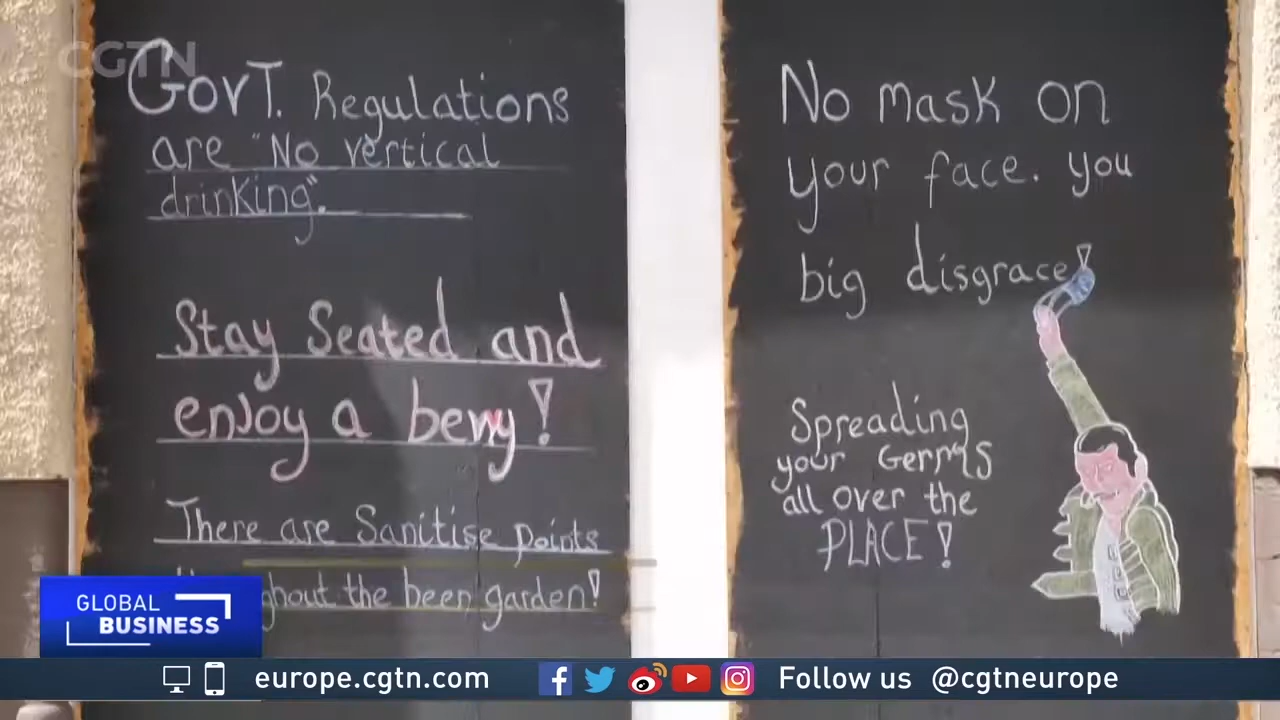 CGTN
GovT. Regulations
are "No vertical
drinking".
Stay Seated and
enjoy a bevvy!
There are Sanitise points
ghout the beer garden!
No mask on
your face. you
big disgrace!
Spreading
your Germs
all over the
PLACE!
GLOBAL
BUSINESS
europe.cgtn.com
Follow us @cgtneurope